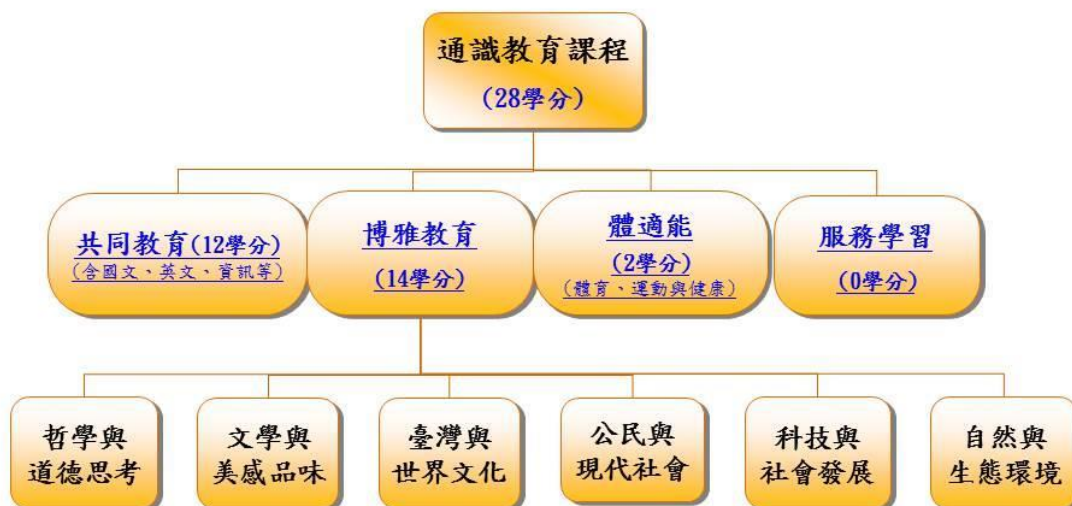 通識教育課程
(28學分)
共同教育(12學分)
(含國文、英文、資訊等)
博雅教育
(14學分)
體適能
(2學分)
(體育、運動與健康)
服務學習
(0學分)
哲學與
道德思考
文學與
美感品味
臺灣與
世界文化
公民與
現代社會
科技與
社會發展
自然與
生態環境